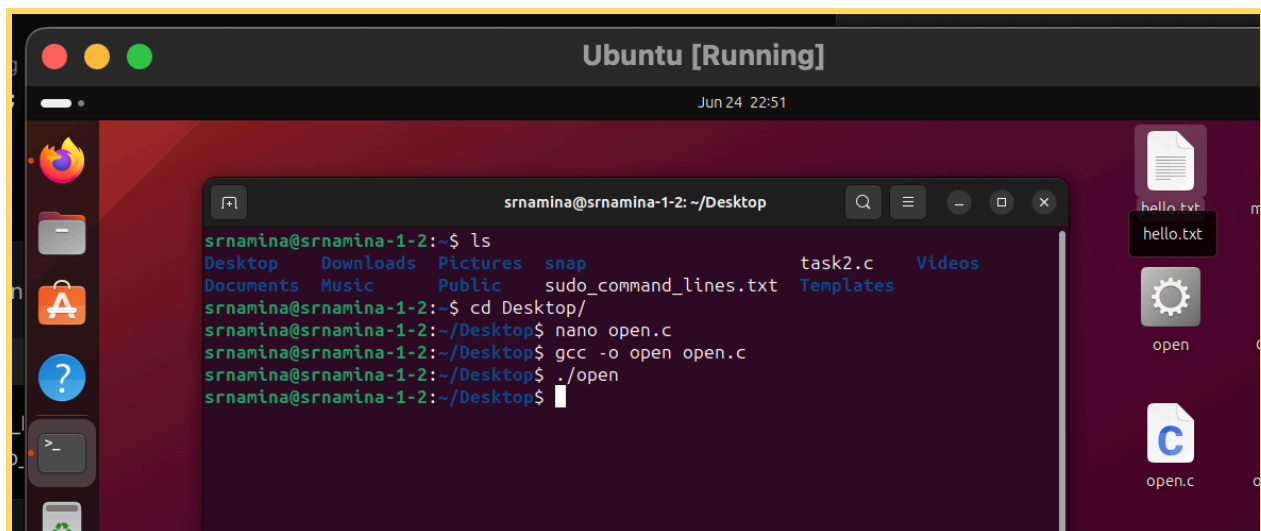 Ubuntu [Running]
Jun 24 22:51
srnamina@srnamina-1-2: ~/Desktop
srnamina@srnamina-1-2:~$ ls
Desktop Downloads Pictures snap task2.c Videos
Documents Music Public sudo_command_lines.txt Templates
srnamina@srnamina-1-2:~$ cd Desktop/
srnamina@srnamina-1-2:~/Desktop$ nano open.c
srnamina@srnamina-1-2:~/Desktop$ gcc -o open open.c
srnamina@srnamina-1-2:~/Desktop$ ./open
srnamina@srnamina-1-2:~/Desktop$
hello.txt
hello.txt
open
C
open.c